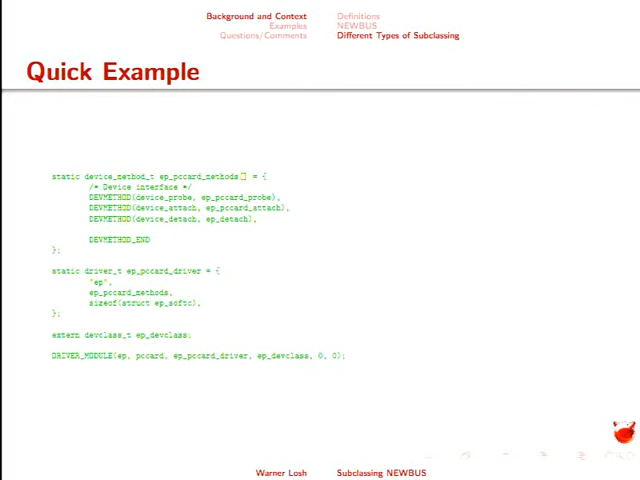 Background and Context
Examples
Questions/Comments
Definitions
NEWBUS
Different Types of Subclassing
Quick Example
static device_method_t ep_pccard_methods[] = {
/* Device interface */
DEVMETHOD(device_probe, ep_pccard_probe),
DEVMETHOD(device_attach, ep_pccard_attach),
DEVMETHOD(device_detach, ep_detach),
DEVMETHOD_END
};
static driver_t ep_pccard_driver = {
"ep",
ep_pccard_methods,
sizeof(struct ep_softc),
};
extern devclass_t ep_devclass;
DRIVER_MODULE(ep, pccard, ep_pccard_driver, ep_devclass, 0, 0);
Warner Losh
Subclassing NEWBUS